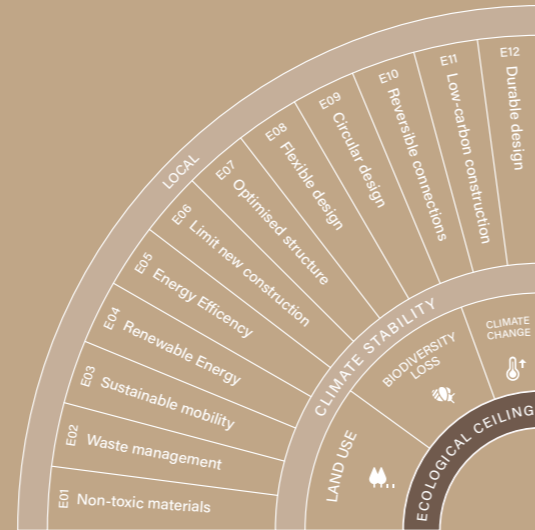 LOCAL
E01 Non-toxic materials
E02 Waste management
E03 Sustainable mobility
E04 Renewable Energy
E05 Energy Efficency
E06 Limit new construction
E07 Optimised structure
E08 Flexible design
E09 Circular design
E10 Reversible connections
E11 Low-carbon construction
E12 Durable design
CLIMATE STABILITY
LAND USE
BIODIVERSITY
LOSS
CLIMATE
CHANGE
ECOLOGICAL CEILING